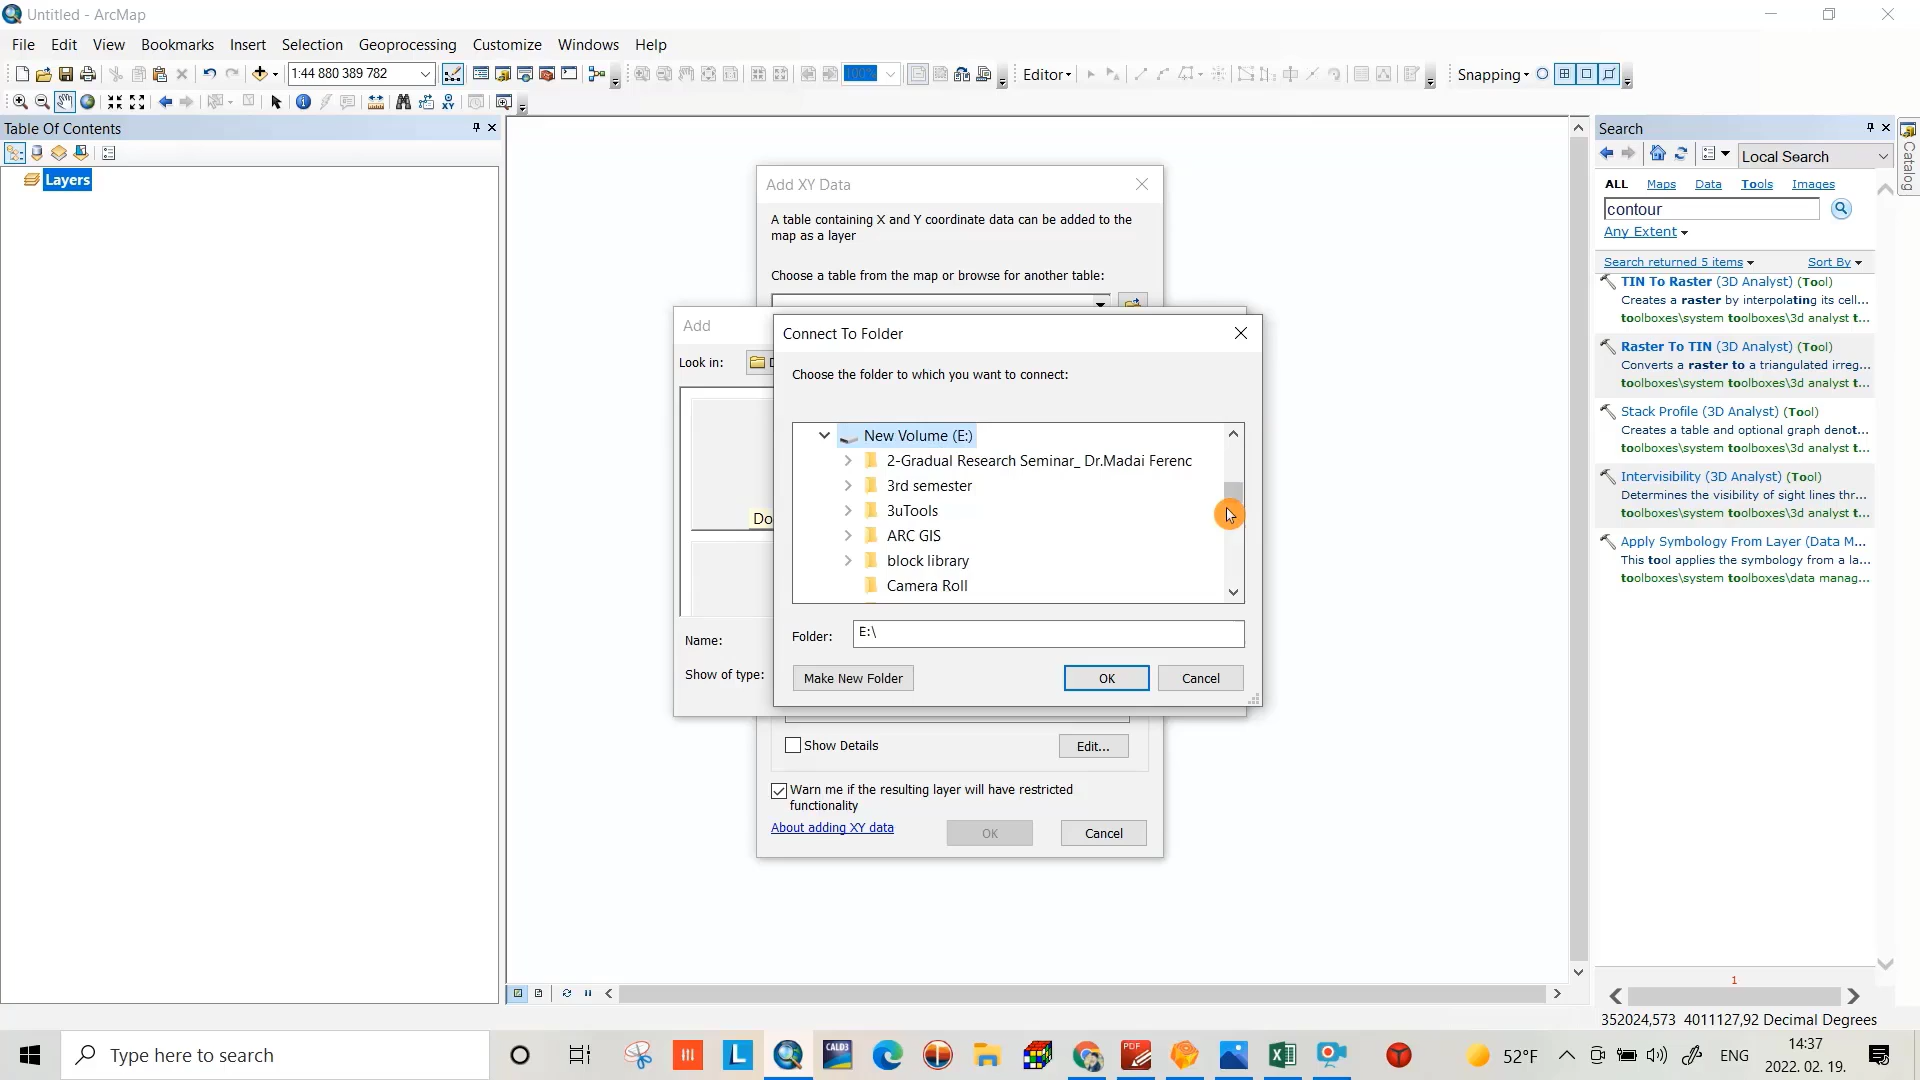 Untitled - ArcMap
File Edit View Bookmarks Insert Selection Geoprocessing Customize Windows Help
1:44 880 389 782
100%
Editor
Snapping
Table Of Contents
Layers
Add XY Data
A table containing X and Y coordinate data can be added to the
map as a layer
Choose a table from the map or browse for another table:
Add
Look in:
Do
Name:
Show of type:
Connect To Folder
Choose the folder to which you want to connect:
New Volume (E:)
2-Gradual Research Seminar_ Dr.Madai Ferenc
3rd semester
3uTools
ARC GIS
block library
Camera Roll
Folder: E:\
Make New Folder OK Cancel
Show Details Edit...
Warn me if the resulting layer will have restricted
functionality
About adding XY data OK Cancel
Search
Local Search
ALL Maps Data Tools Images
contour
Any Extent
Search returned 5 items Sort By
TIN To Raster (3D Analyst) (Tool)
Creates a raster by interpolating its cell...
toolboxes\system toolboxes\3d analyst t...
Raster To TIN (3D Analyst) (Tool)
Converts a raster to a triangulated irreg...
toolboxes\system toolboxes\3d analyst t...
Stack Profile (3D Analyst) (Tool)
Creates a table and optional graph denot...
toolboxes\system toolboxes\3d analyst t...
Intervisibility (3D Analyst) (Tool)
Determines the visibility of sight lines thr...
toolboxes\system toolboxes\3d analyst t...
Apply Symbology From Layer (Data M...
This tool applies the symbology from a la...
toolboxes\system toolboxes\data manag...
1
Catalog
352024,573 4011127,92 Decimal Degrees
Type here to search
L
CALD3
PDF
52°F
ENG
14:37
2022. 02. 19.